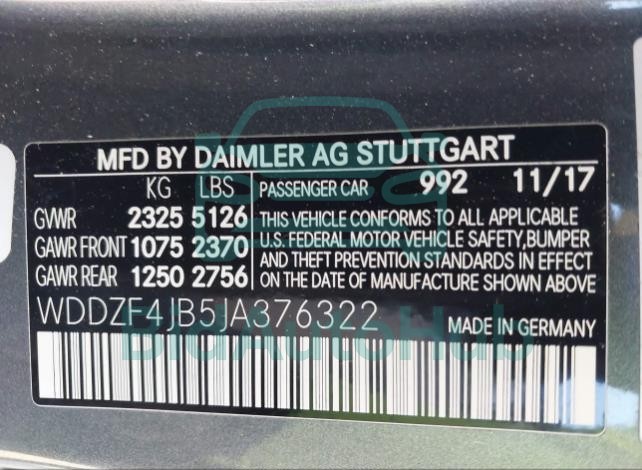 MFD BY DAIMLER AG STUTTGART
KG LBS
GVWR 2325 5126
GAWR FRONT 1075 2370
GAWR REAR 1250 2756
PASSENGER CAR 992 11/17
THIS VEHICLE CONFORMS TO ALL APPLICABLE
U.S. FEDERAL MOTOR VEHICLE SAFETY,BUMPER
AND THEFT PREVENTION STANDARDS IN EFFECT
ON THE DATE OF MANUFACTURE SHOWN ABOVE
WDDZF4JB5JA376322
MADE IN GERMANY
BidAutoHub